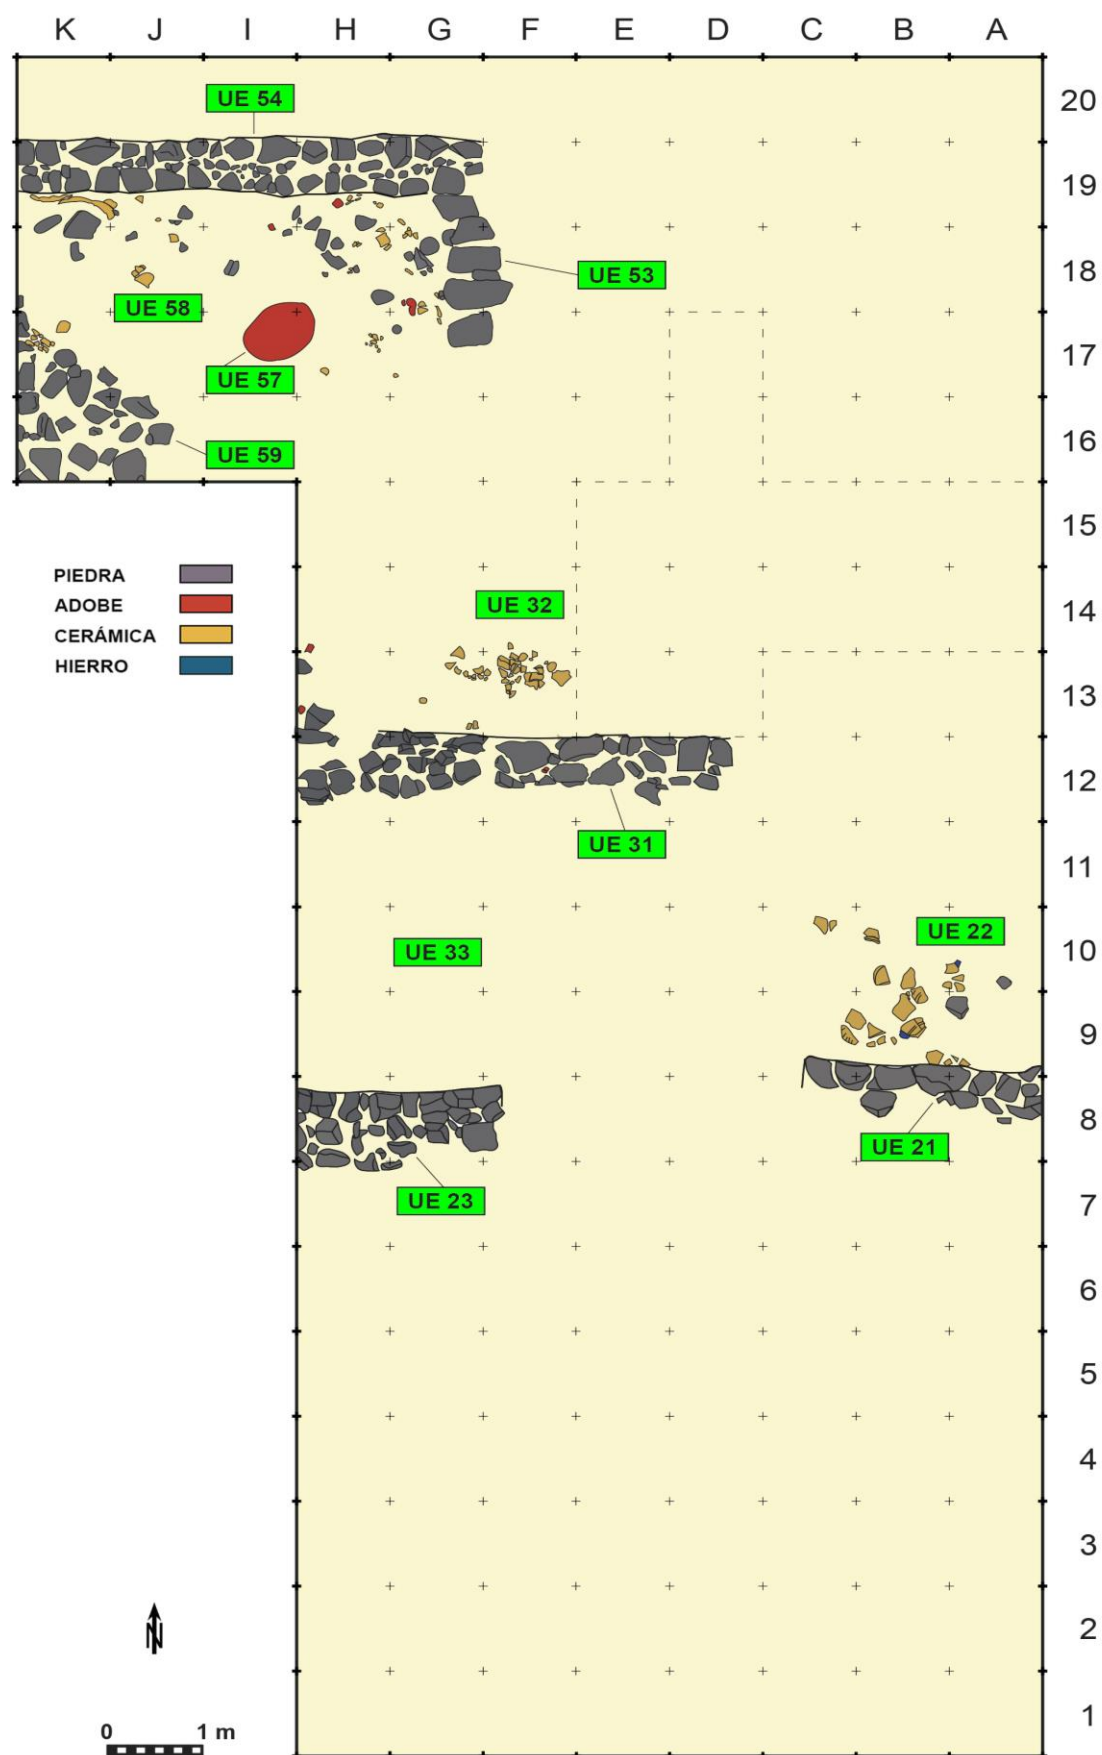 K J I H G F E D C B A
20
UE 54
19
UE 53
18
UE 58
17
UE 57
16
UE 59
15
PIEDRA
ADOBE
CERÁMICA
HIERRO
14
UE 32
13
12
UE 31
11
UE 22
10
UE 33
9
8
UE 21
UE 23
7
6
5
4
3
2
N
1
0 1 m